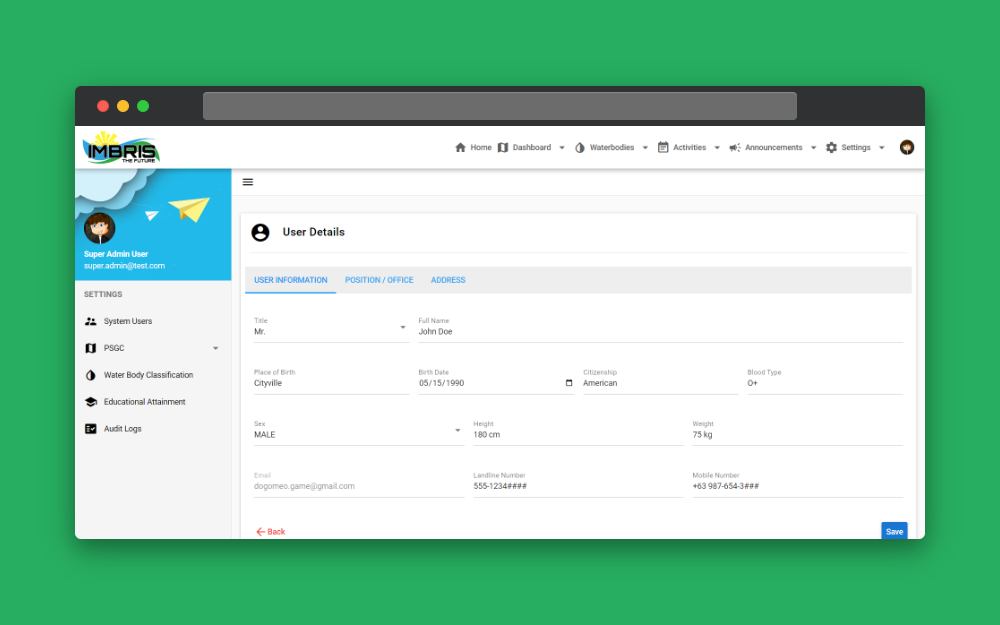 IMBRIS
THE FUTURE
Home Dashboard Waterbodies Activities Announcements Settings
Super Admin User
super.admin@test.com
SETTINGS
System Users
PSGC
Water Body Classification
Educational Attainment
Audit Logs
User Details
USER INFORMATION POSITION / OFFICE ADDRESS
Title Full Name
Mr. John Doe
Place of Birth Birth Date Citizenship Blood Type
Cityville 05/15/1990 American O+
Sex Height Weight
MALE 180 cm 75 kg
Email Landline Number Mobile Number
dogomeo.game@gmail.com 555-1234#### +63 987-654-3###
Back Save